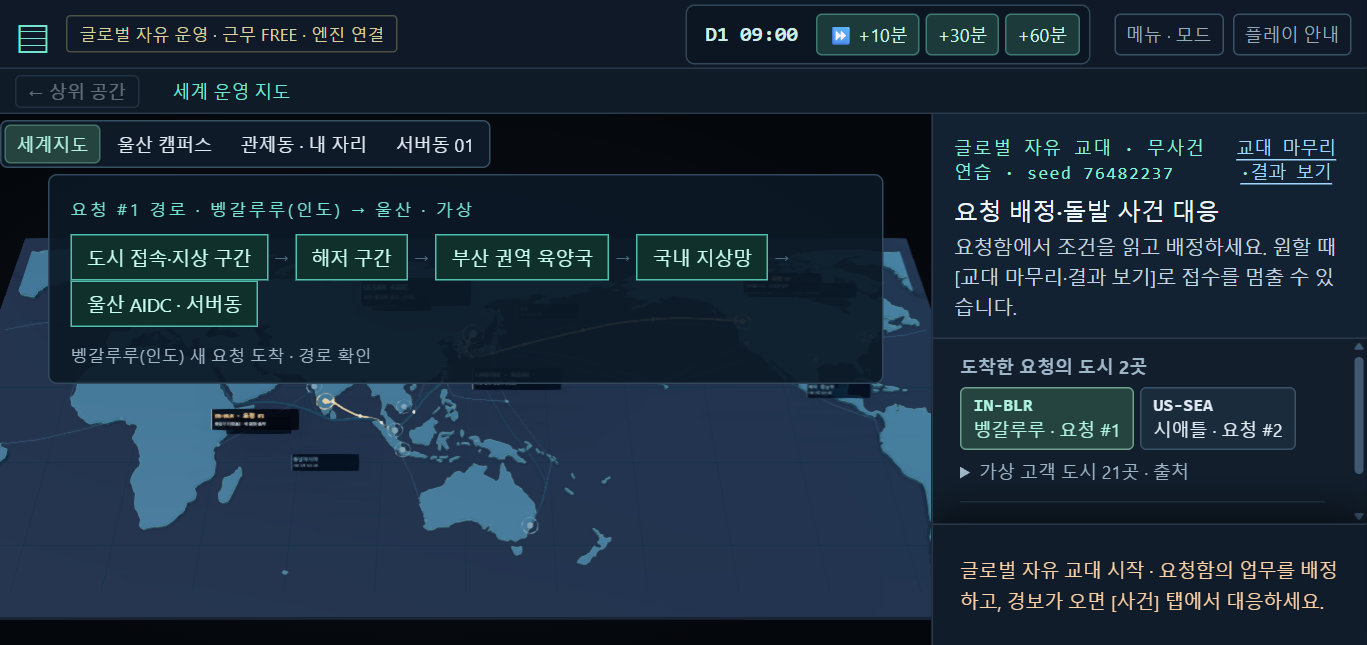 글로벌 자유 운영 · 근무 FREE · 엔진 연결
D1 09:00
⏩ +10분
+30분
+60분
메뉴 · 모드
플레이 안내
← 상위 공간
세계 운영 지도
세계지도
울산 캠퍼스
관제동 · 내 자리
서버동 01
요청 #1 경로 · 벵갈루루(인도) → 울산 · 가상
도시 접속·지상 구간 →
해저 구간 →
부산 권역 육양국 →
국내 지상망 →
울산 AIDC · 서버동
벵갈루루(인도) 새 요청 도착 · 경로 확인
글로벌 자유 교대 · 무사건
연습 · seed 76482237
교대 마무리
·결과 보기
요청 배정·돌발 사건 대응
요청함에서 조건을 읽고 배정하세요. 원할 때
[교대 마무리·결과 보기]로 접수를 멈출 수 있
습니다.
도착한 요청의 도시 2곳
IN-BLR
벵갈루루 · 요청 #1
US-SEA
시애틀 · 요청 #2
▶ 가상 고객 도시 21곳 · 출처
글로벌 자유 교대 시작 · 요청함의 업무를 배정
하고, 경보가 오면 [사건] 탭에서 대응하세요.